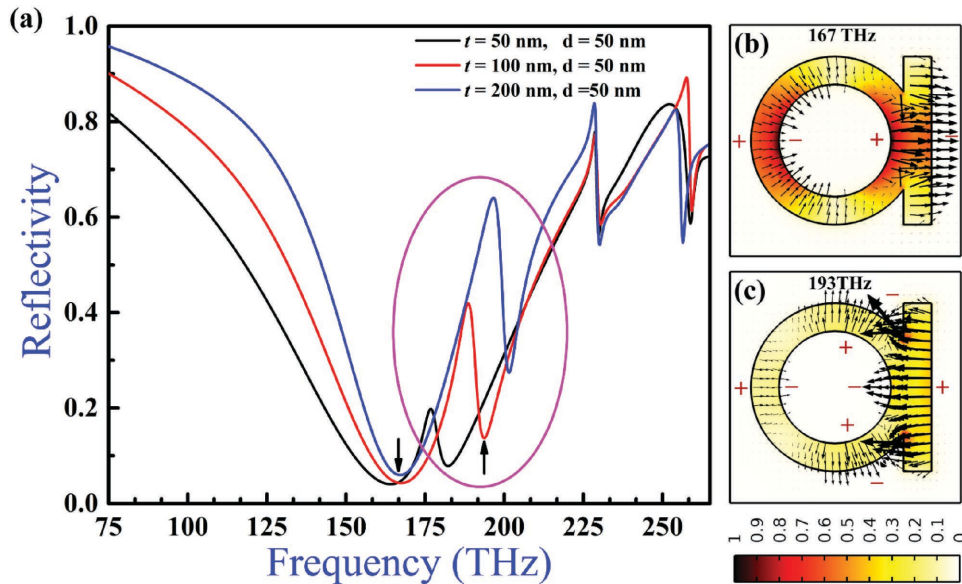 (a)
Reflectivity
1.0
0.8
0.6
0.4
0.2
0.0
t = 50 nm, d = 50 nm
t = 100 nm, d = 50 nm
t = 200 nm, d =50 nm
75 100 125 150 175 200 225 250
Frequency (THz)
(b)
167 THz
+ − + −
(c)
193THz
−
+
+ − − +
+
−
1 0.9 0.8 0.7 0.6 0.5 0.4 0.3 0.2 0.1 0